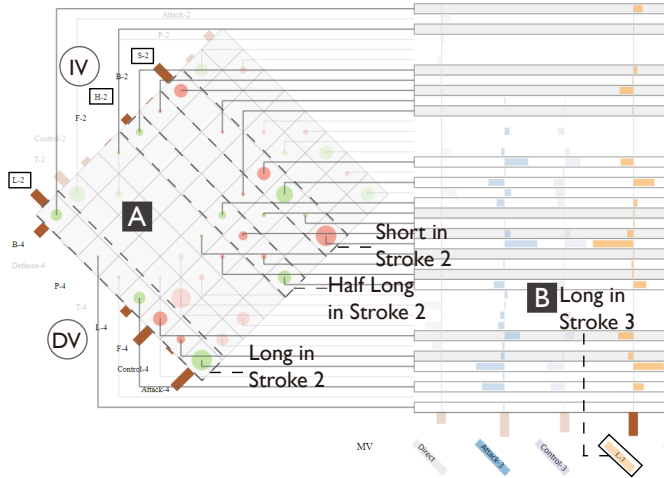 Attack-2
P-2
S-2
IV
B-2
H-2
F-2
Control-2
T-2
L-2
A
B-4
Short in
Stroke 2
Defense-4
P-4
Half Long
in Stroke 2
B
Long in
Stroke 3
T-4
L-4
DV
F-4
Long in
Stroke 2
Control-4
Attack-4
MV
Direct
Attack-3
Control-3
L-3